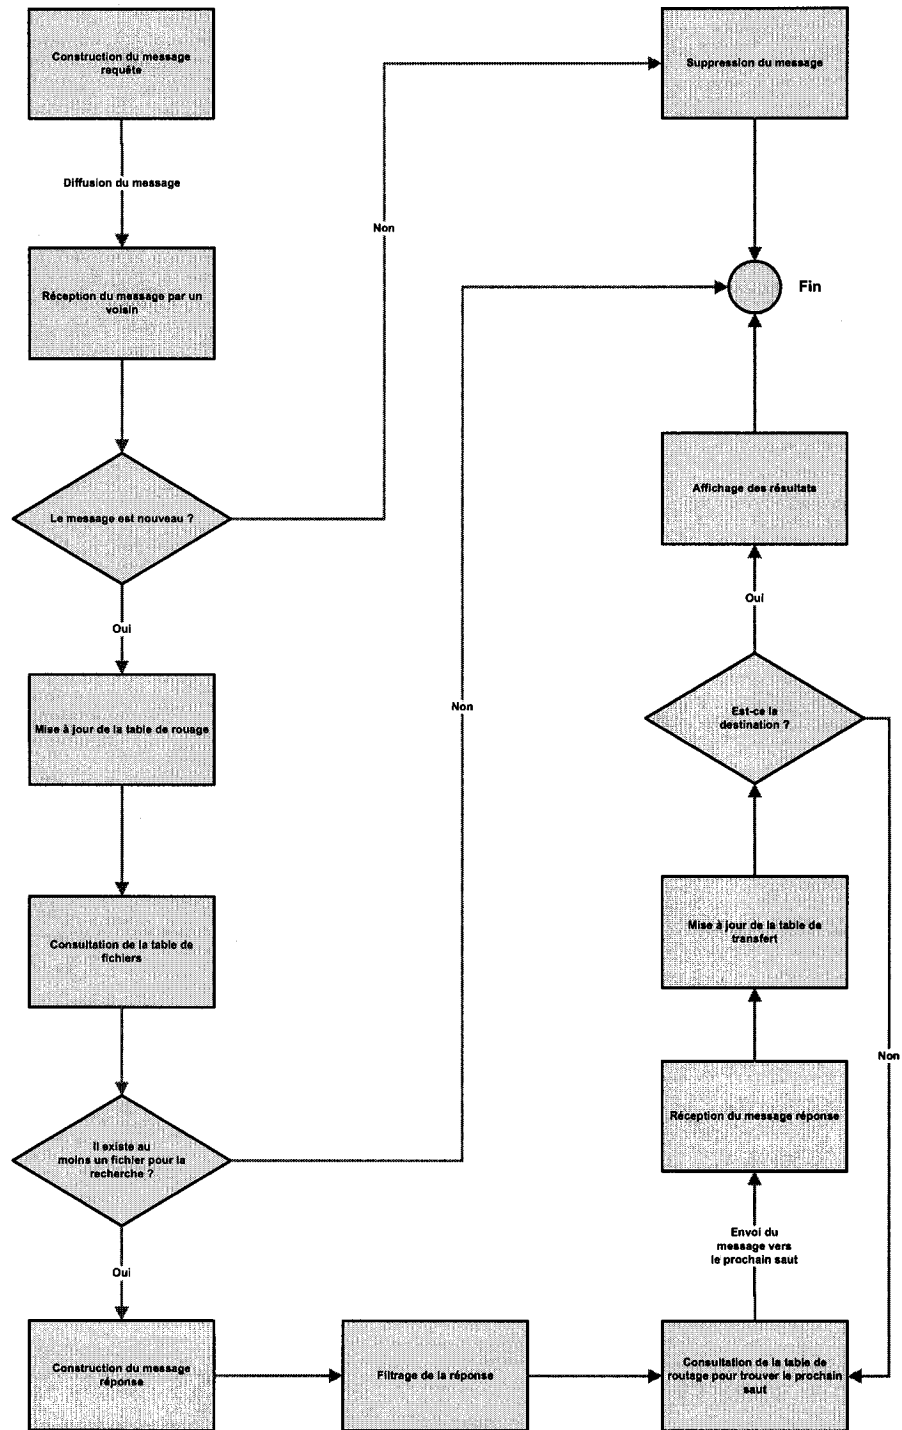 Construction du message
requête
Suppression du message
Diffusion du message
Non
Réception du message par un
voisin
Fin
Affichage des résultats
Le message est nouveau ?
Oui
Oui
Non
Est-ce la
destination ?
Mise à jour de la table de rouage
Consultation de la table de
fichiers
Mise à jour de la table de
transfert
Non
Réception du message réponse
Il existe au
moins un fichier pour la
recherche ?
Envoi du
message vers
le prochain saut
Oui
Construction du message
réponse
Filtrage de la réponse
Consultation de la table de
routage pour trouver le prochain
saut